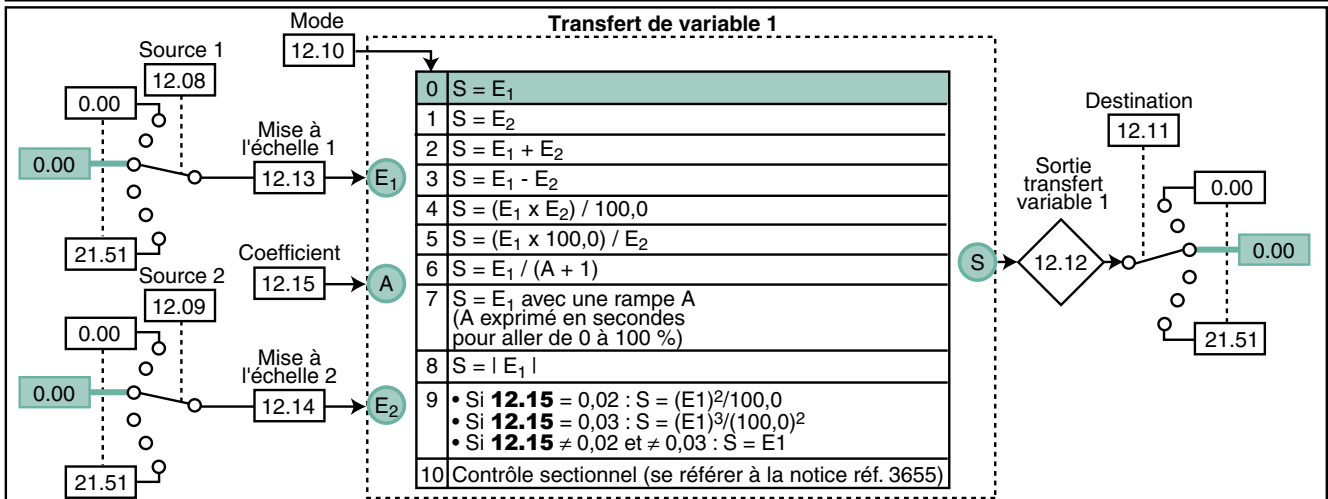 Transfert de variable 1
Mode
12.10
Source 1
12.08
0.00
0.00
21.51
Mise à
l'échelle 1
12.13
E1
Coefficient
12.15
A
Source 2
12.09
0.00
0.00
21.51
Mise à
l'échelle 2
12.14
E2
0 S = E1
1 S = E2
2 S = E1 + E2
3 S = E1 - E2
4 S = (E1 x E2) / 100,0
5 S = (E1 x 100,0) / E2
6 S = E1 / (A + 1)
7 S = E1 avec une rampe A
(A exprimé en secondes
pour aller de 0 à 100 %)
8 S = | E1 |
9 • Si 12.15 = 0,02 : S = (E1)²/100,0
• Si 12.15 = 0,03 : S = (E1)³/(100,0)²
• Si 12.15 ≠ 0,02 et ≠ 0,03 : S = E1
10 Contrôle sectionnel (se référer à la notice réf. 3655)
S
Sortie
transfert
variable 1
12.12
Destination
12.11
0.00
0.00
21.51